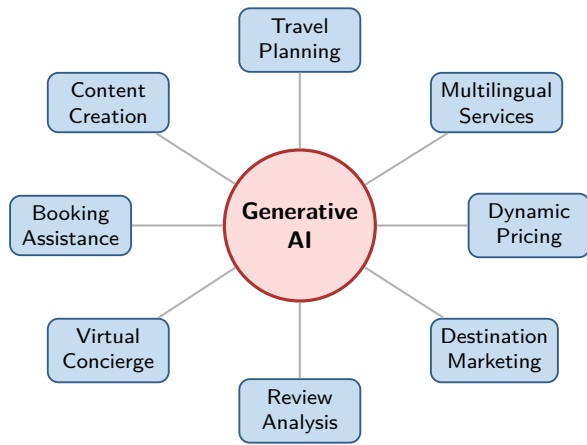 Travel
Planning
Content
Creation
Multilingual
Services
Booking
Assistance
Generative
AI
Dynamic
Pricing
Virtual
Concierge
Destination
Marketing
Review
Analysis